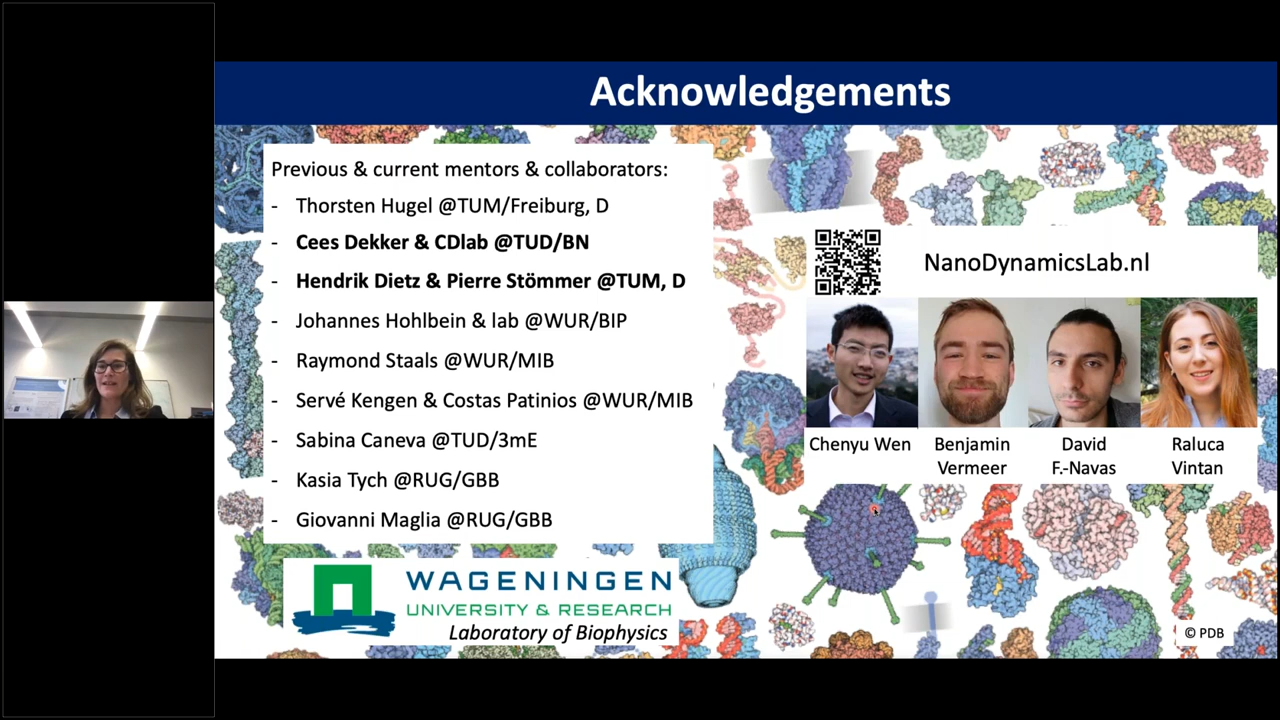 Acknowledgements
Previous & current mentors & collaborators:
- Thorsten Hugel @TUM/Freiburg, D
- Cees Dekker & CDlab @TUD/BN
- Hendrik Dietz & Pierre Stömmer @TUM, D
- Johannes Hohlbein & lab @WUR/BIP
- Raymond Staals @WUR/MIB
- Servé Kengen & Costas Patinios @WUR/MIB
- Sabina Caneva @TUD/3mE
- Kasia Tych @RUG/GBB
- Giovanni Maglia @RUG/GBB
WAGENINGEN
UNIVERSITY & RESEARCH
Laboratory of Biophysics
NanoDynamicsLab.nl
Chenyu Wen
Benjamin
Vermeer
David
F.-Navas
Raluca
Vintan
© PDB